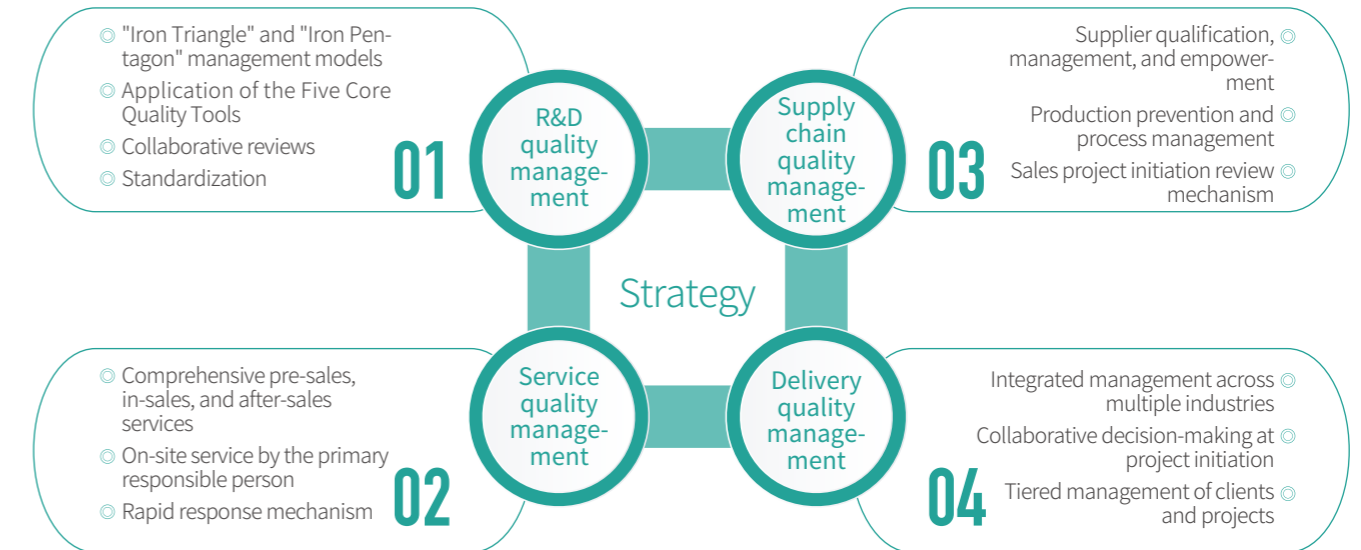 "Iron Triangle" and "Iron Pen-
tagon" management models
Application of the Five Core
Quality Tools
Collaborative reviews
Standardization
01
R&D
quality
manage-
ment
Supply
chain
quality
manage-
ment
03
Supplier qualification,
management, and empower-
ment
Production prevention and
process management
Sales project initiation review
mechanism
Strategy
Comprehensive pre-sales,
in-sales, and after-sales
services
On-site service by the primary
responsible person
Rapid response mechanism
02
Service
quality
manage-
ment
Delivery
quality
manage-
ment
04
Integrated management across
multiple industries
Collaborative decision-making at
project initiation
Tiered management of clients
and projects